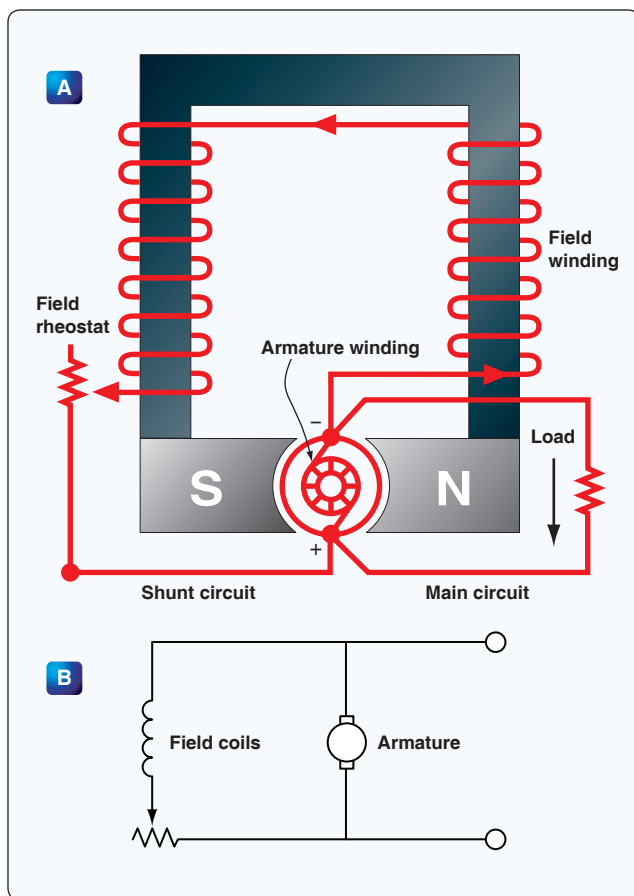 A
Field
winding
Field
rheostat
Armature winding
−
Load
S
N
+
Shunt circuit
Main circuit
B
Field coils
Armature